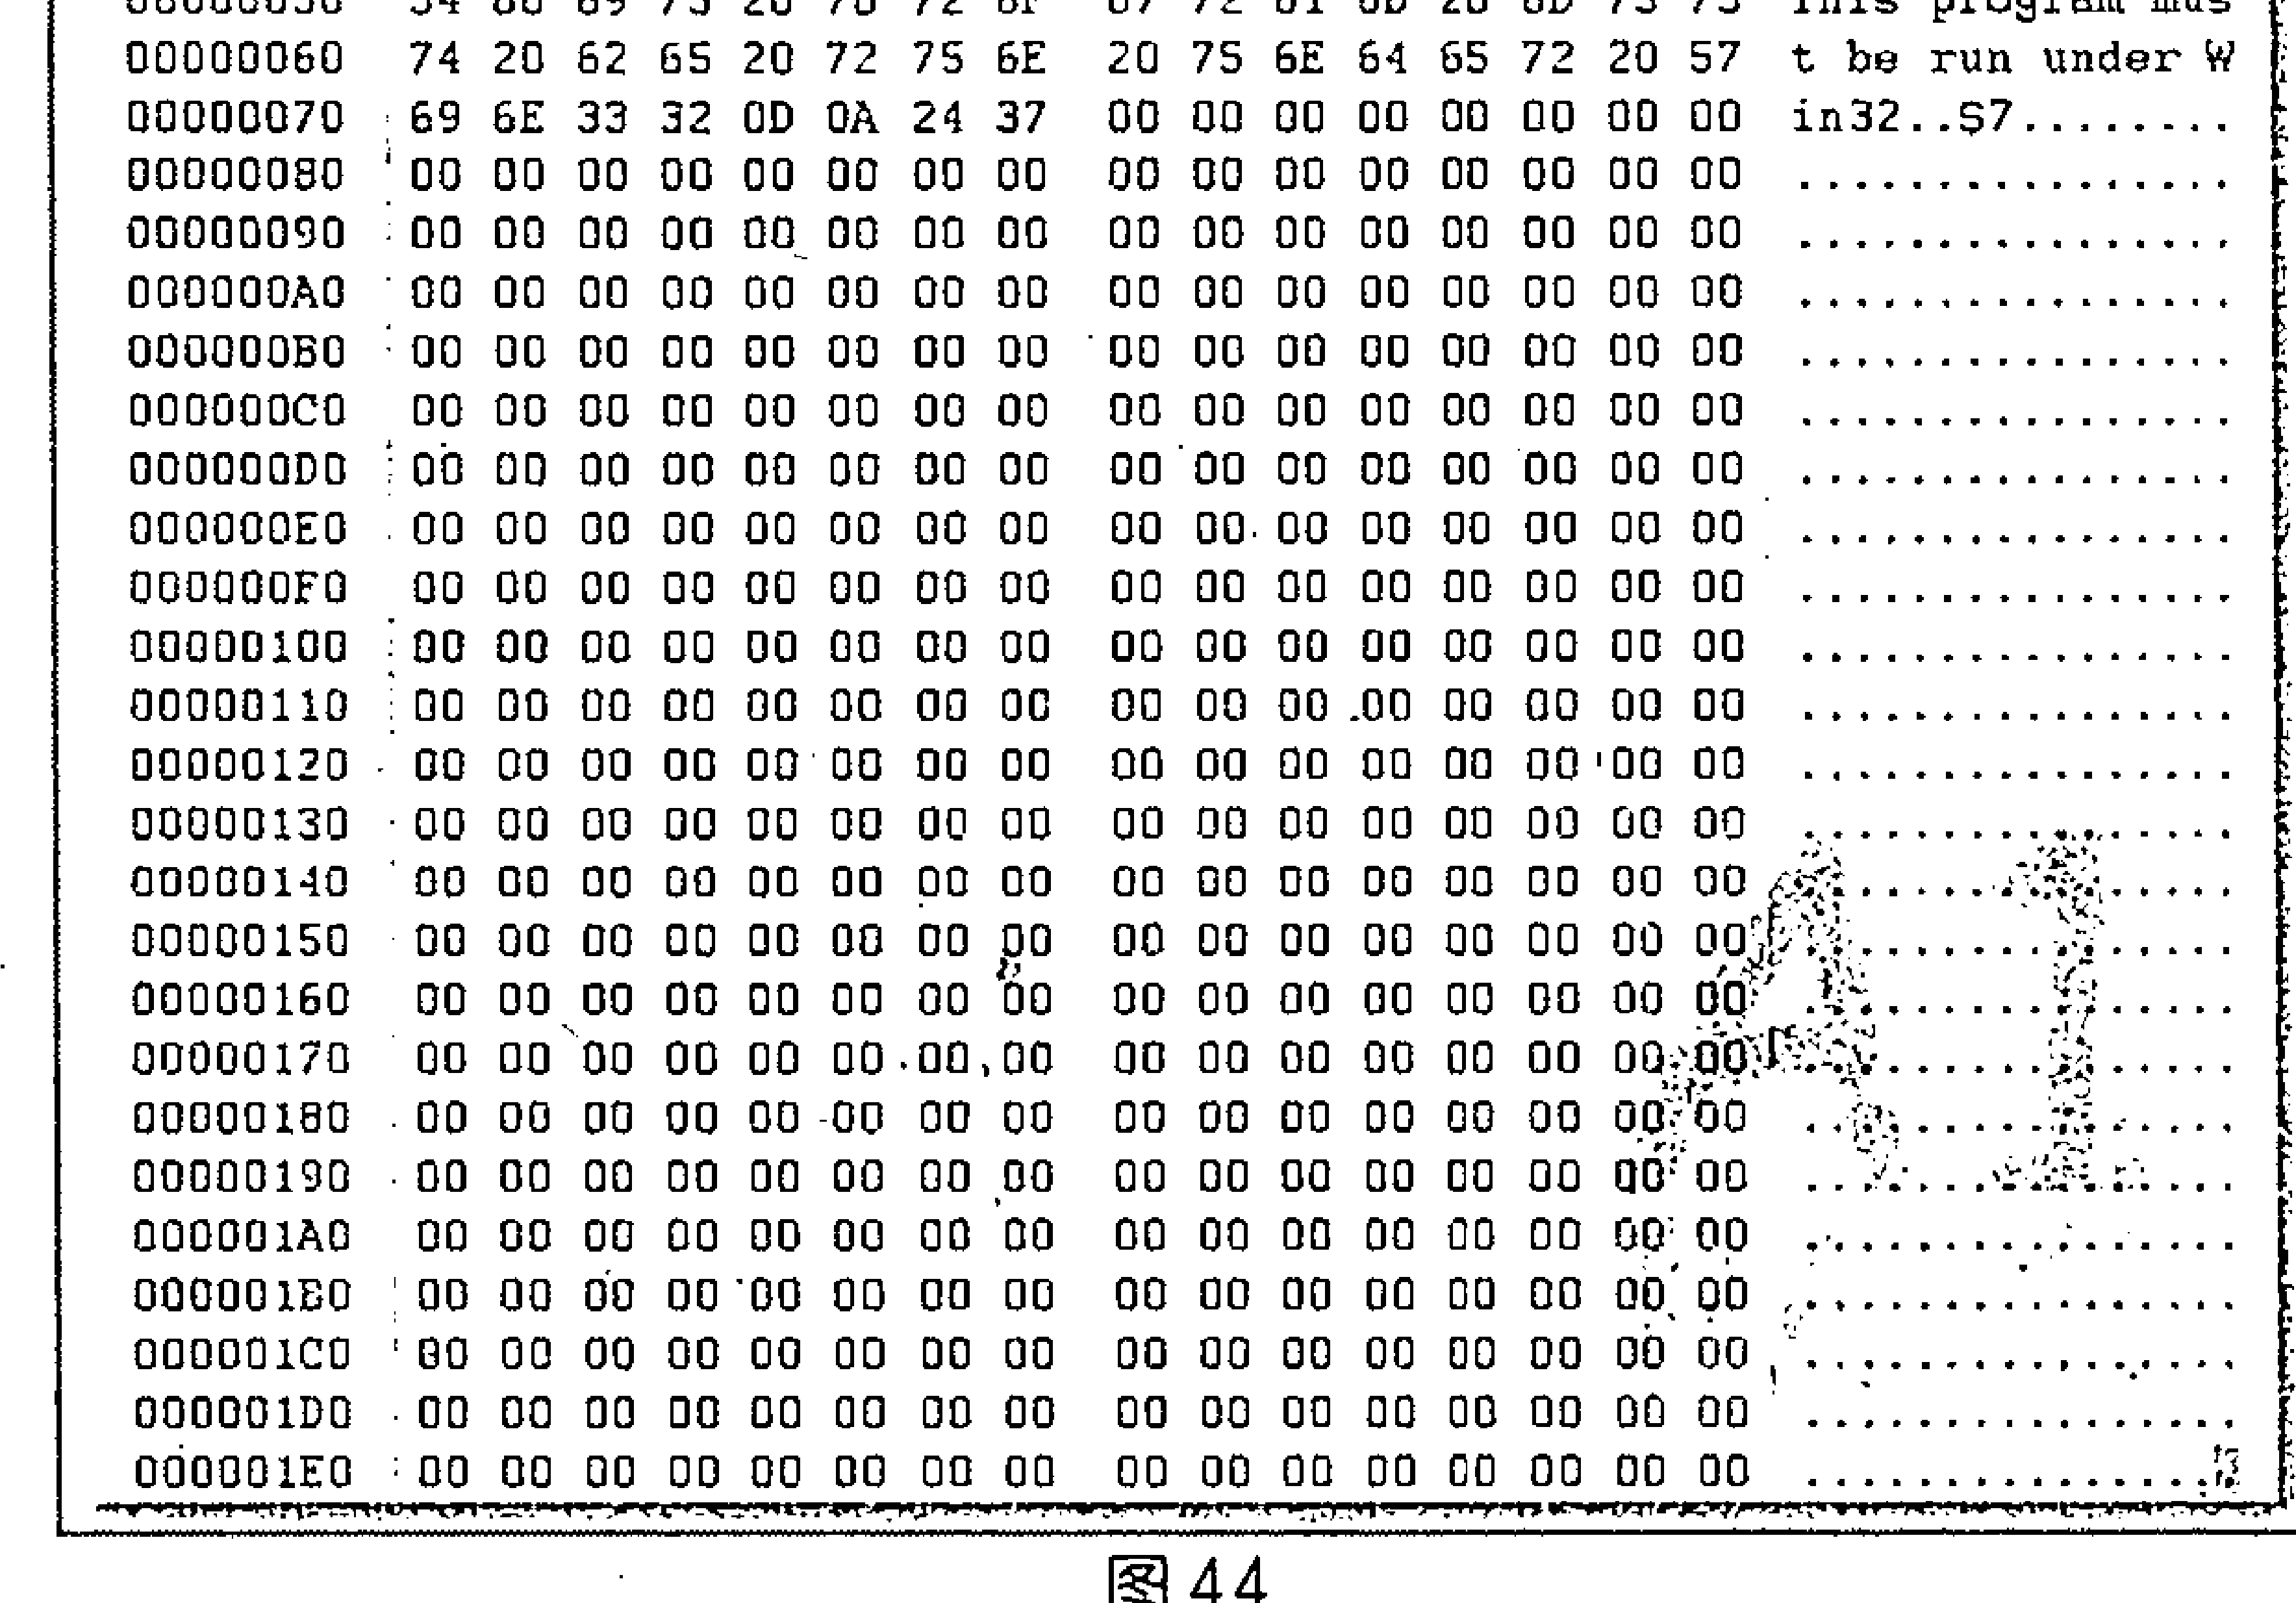 00000050 54 68 69 73 20 70 72 6F 67 72 61 6D 20 6D 75 73 This program mus
00000060 74 20 62 65 20 72 75 6E 20 75 6E 64 65 72 20 57 t be run under W
00000070 69 6E 33 32 0D 0A 24 37 00 00 00 00 00 00 00 00 in32..$7........
00000080 00 00 00 00 00 00 00 00 00 00 00 00 00 00 00 00 ................
00000090 00 00 00 00 00 00 00 00 00 00 00 00 00 00 00 00 ................
000000A0 00 00 00 00 00 00 00 00 00 00 00 00 00 00 00 00 ................
000000B0 00 00 00 00 00 00 00 00 00 00 00 00 00 00 00 00 ................
000000C0 00 00 00 00 00 00 00 00 00 00 00 00 00 00 00 00 ................
000000D0 00 00 00 00 00 00 00 00 00 00 00 00 00 00 00 00 ................
000000E0 00 00 00 00 00 00 00 00 00 00 00 00 00 00 00 00 ................
000000F0 00 00 00 00 00 00 00 00 00 00 00 00 00 00 00 00 ................
00000100 00 00 00 00 00 00 00 00 00 00 00 00 00 00 00 00 ................
00000110 00 00 00 00 00 00 00 00 00 00 00 00 00 00 00 00 ................
00000120 00 00 00 00 00 00 00 00 00 00 00 00 00 00 00 00 ................
00000130 00 00 00 00 00 00 00 00 00 00 00 00 00 00 00 00 ................
00000140 00 00 00 00 00 00 00 00 00 00 00 00 00 00 00 00 ................
00000150 00 00 00 00 00 00 00 00 00 00 00 00 00 00 00 00 ................
00000160 00 00 00 00 00 00 00 00 00 00 00 00 00 00 00 00 ................
00000170 00 00 00 00 00 00 00 00 00 00 00 00 00 00 00 00 ................
00000180 00 00 00 00 00 00 00 00 00 00 00 00 00 00 00 00 ................
00000190 00 00 00 00 00 00 00 00 00 00 00 00 00 00 00 00 ................
000001A0 00 00 00 00 00 00 00 00 00 00 00 00 00 00 00 00 ................
000001B0 00 00 00 00 00 00 00 00 00 00 00 00 00 00 00 00 ................
000001C0 00 00 00 00 00 00 00 00 00 00 00 00 00 00 00 00 ................
000001D0 00 00 00 00 00 00 00 00 00 00 00 00 00 00 00 00 ................
000001E0 00 00 00 00 00 00 00 00 00 00 00 00 00 00 00 00 ................
图 44